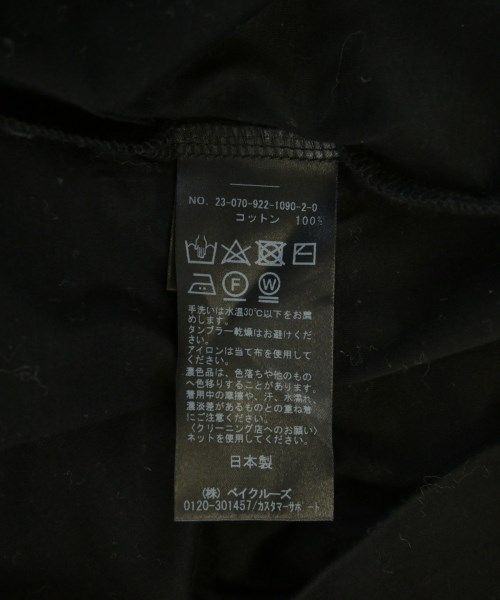 NO. 23-070-922-1090-2-0
コットン 100%
F W
手洗いは水温30℃以下をお薦
めします。
タンブラー乾燥はお避けくだ
さい。
アイロンは当て布を使用して
ください。
濃色品は、色落ちや他のもの
へ色移りすることがあります。
着用中の摩擦や、汗、水濡れ、
濃淡差があるものとの重ね着
にご注意ください。
〈クリーニング店へのお願い〉
ネットを使用してください。
日本製
(株) ベイクルーズ
0120-301457/カスタマーサポート